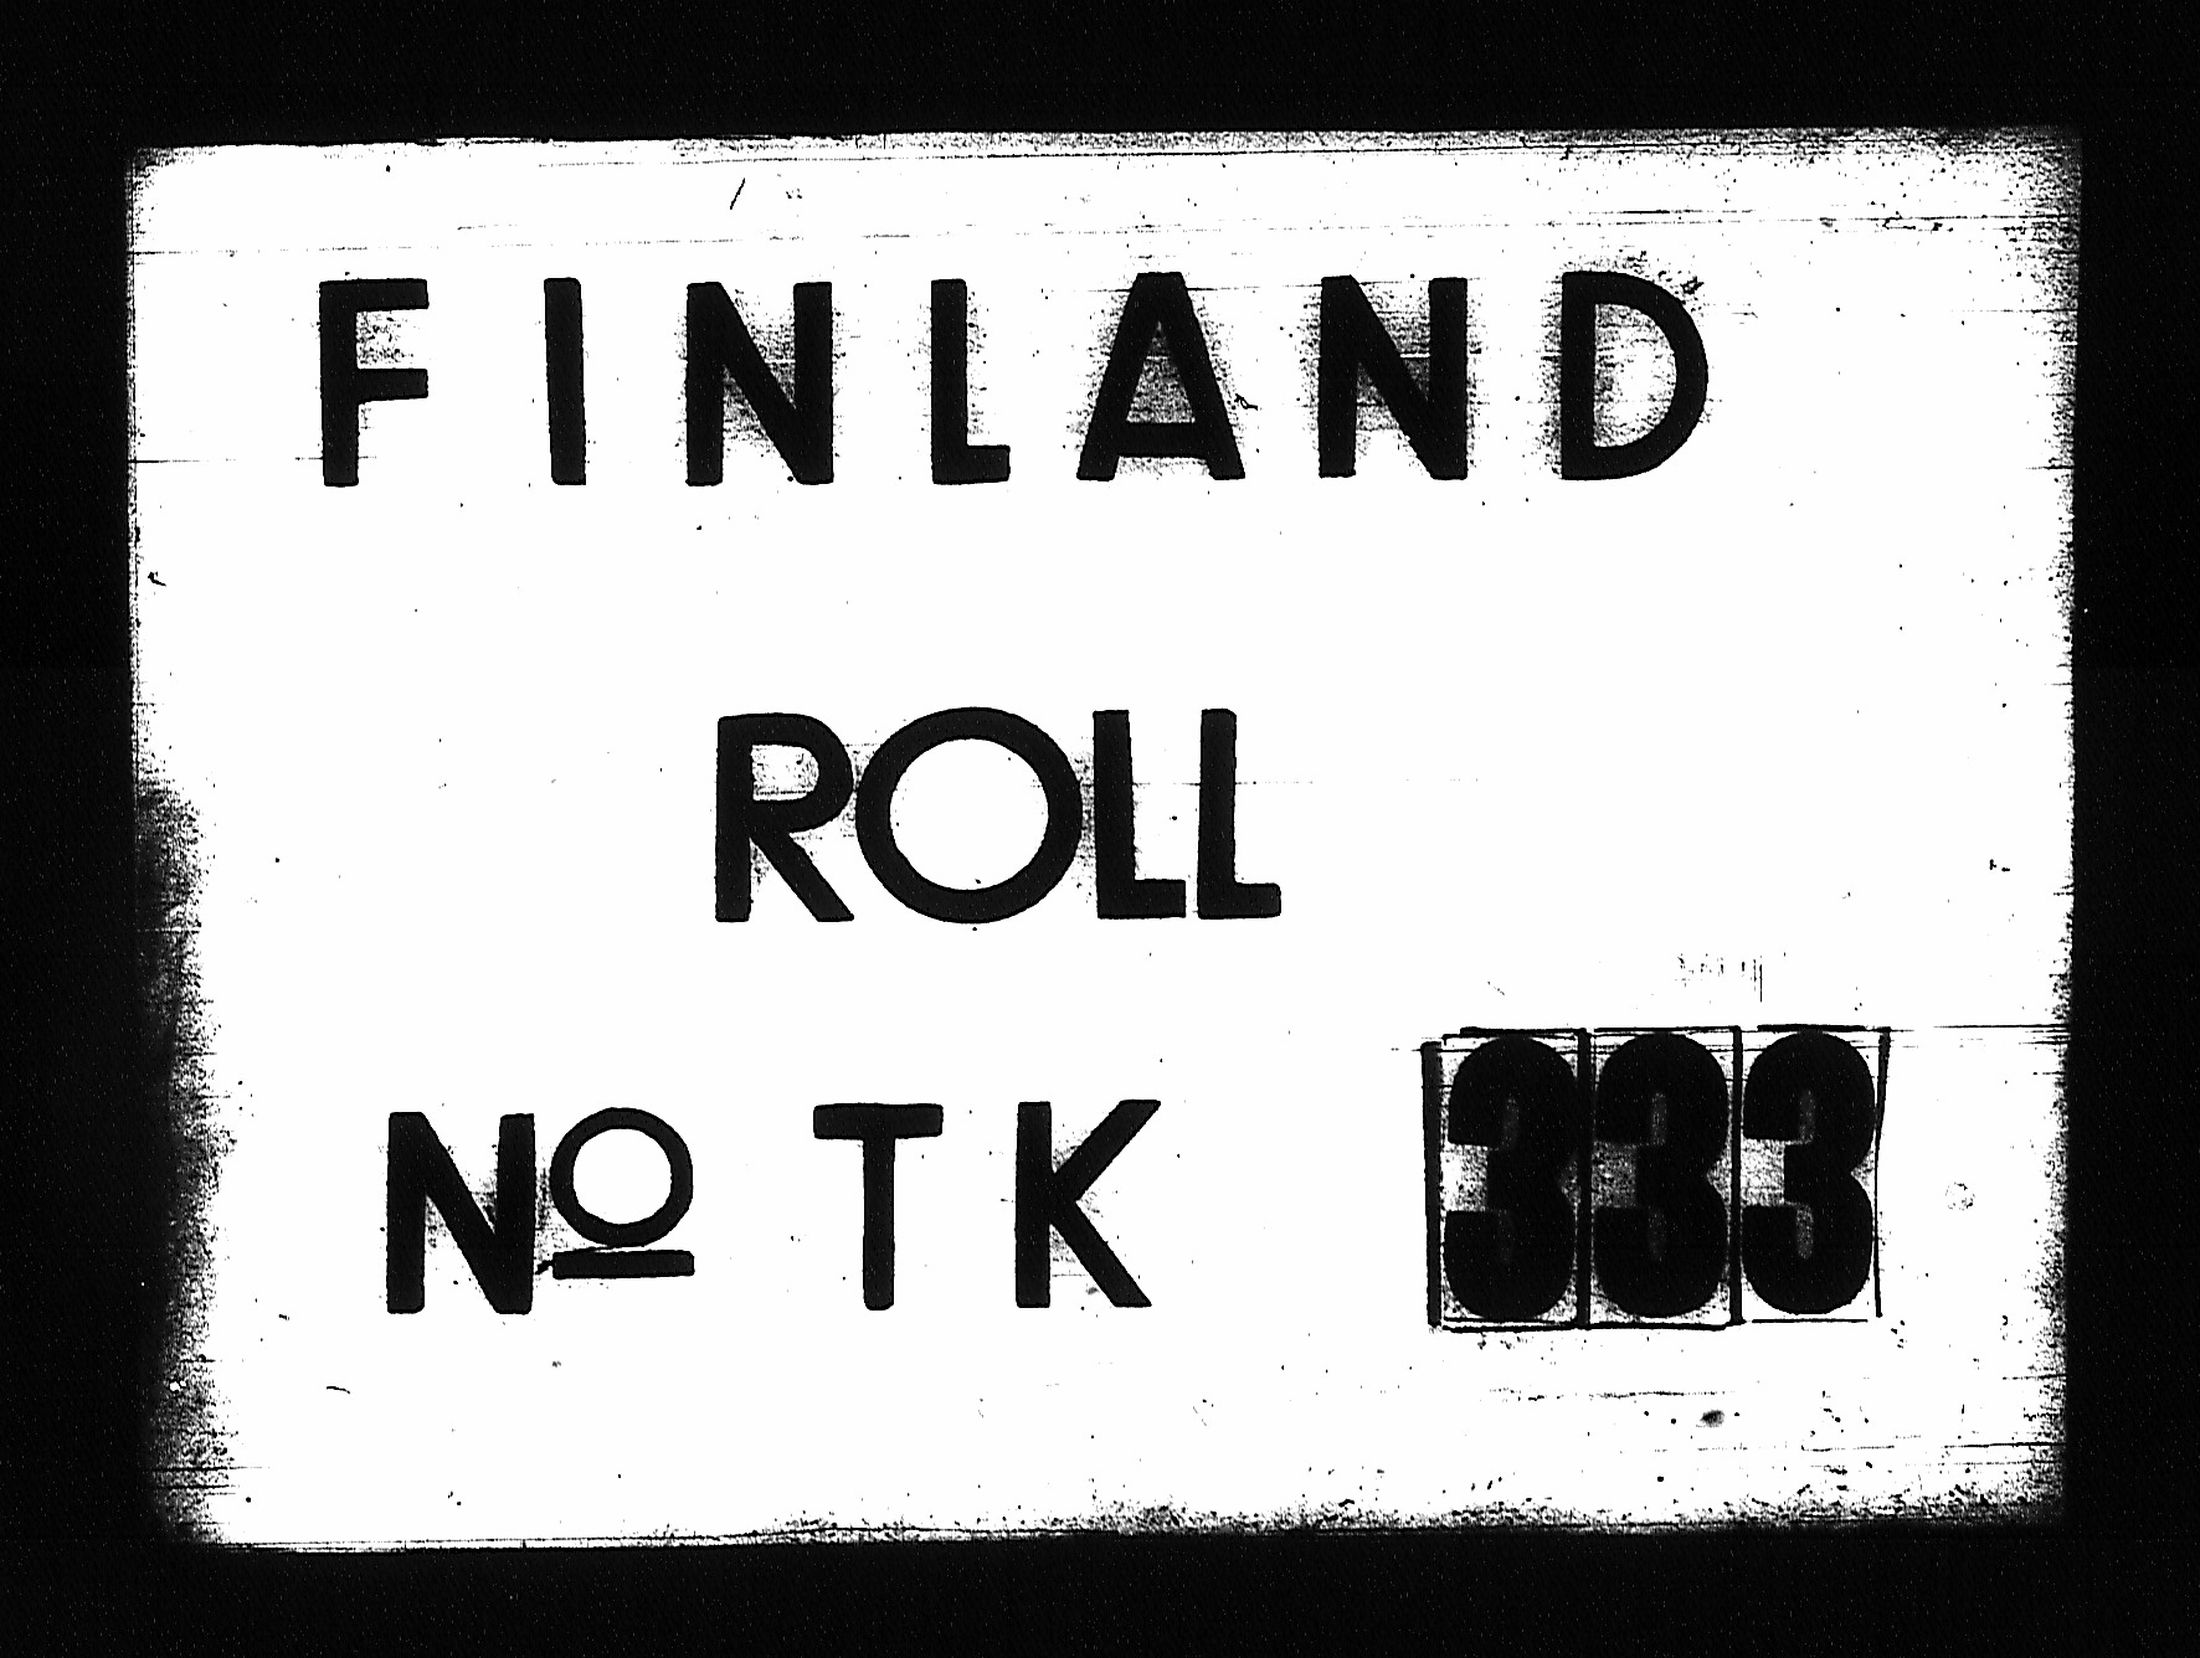 FINLAND
ROLL
Nº TK 333